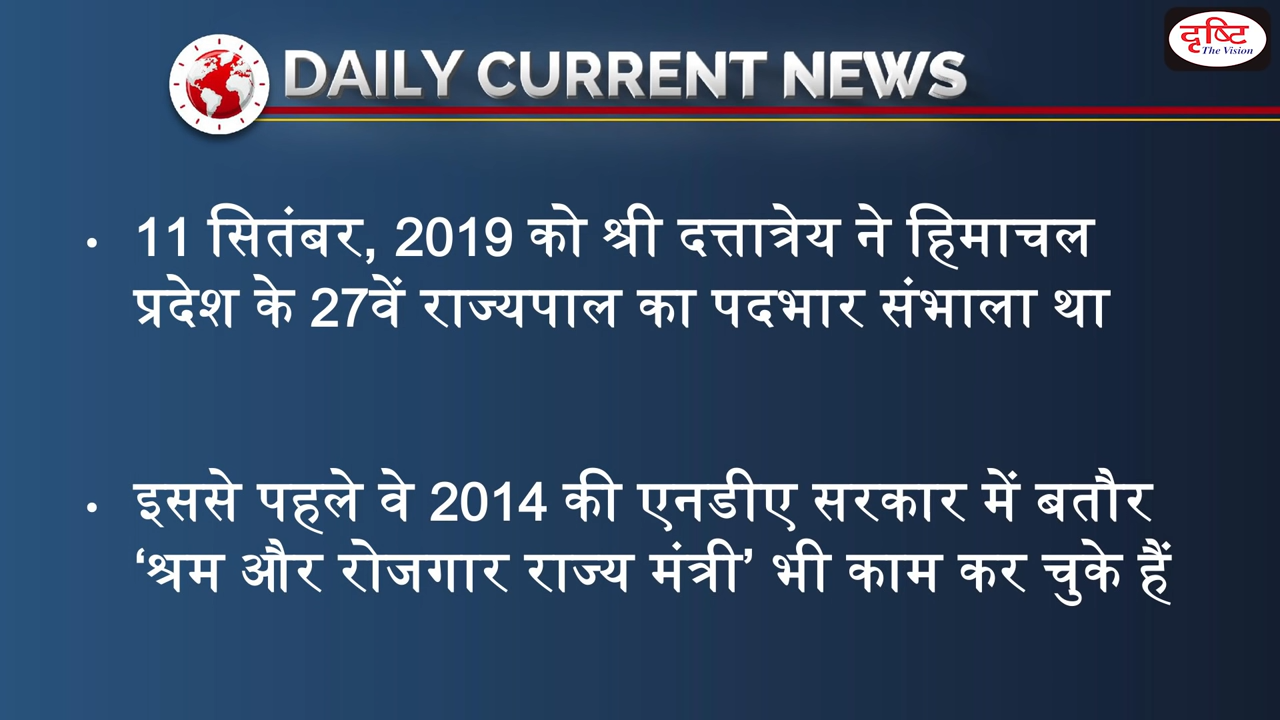 दृष्टि
The Vision
DAILY CURRENT NEWS
• 11 सितंबर, 2019 को श्री दत्तात्रेय ने हिमाचल
प्रदेश के 27वें राज्यपाल का पदभार संभाला था
• इससे पहले वे 2014 की एनडीए सरकार में बतौर
‘श्रम और रोजगार राज्य मंत्री’ भी काम कर चुके हैं